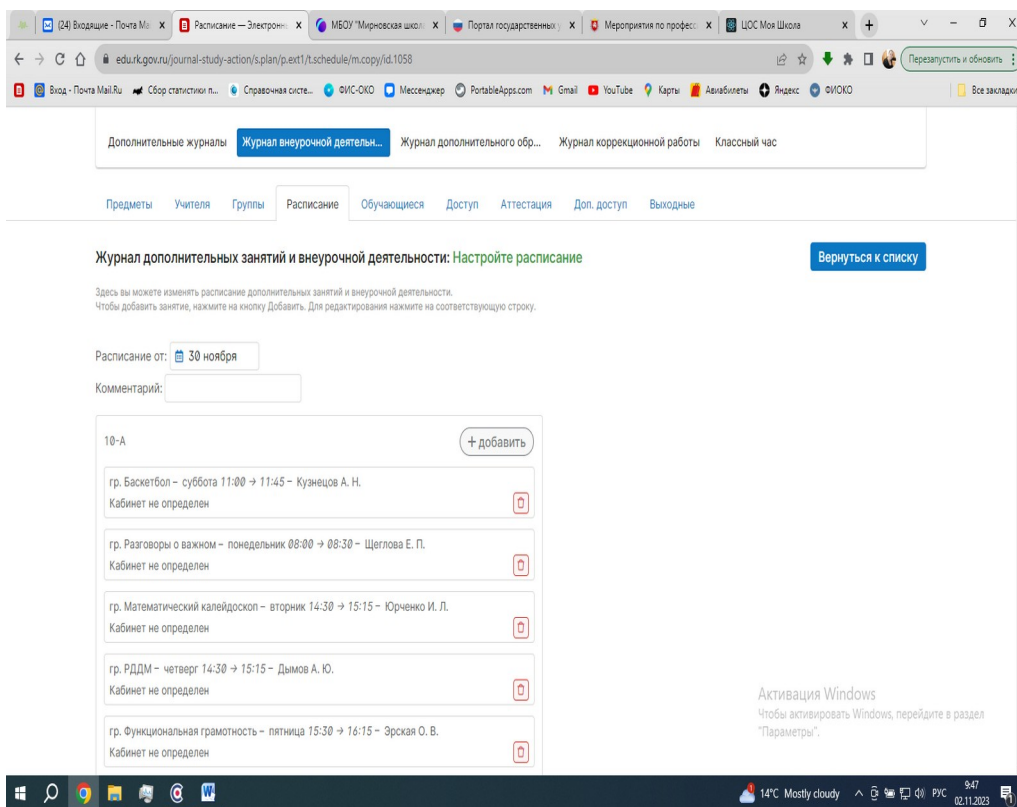 (24) Входящие - Почта Ma
Расписание — Электронн
МБОУ "Мирновская школ
Портал государственных
Мероприятия по професс
ЦОС Моя Школа
edu.rk.gov.ru/journal-study-action/s.plan/p.ext1/t.schedule/m.copy/id.1058
Перезапустить и обновить
Вход - Почта Mail.Ru
Сбор статистики п...
Справочная систе...
ФИС-ОКО
Мессенджер
PortableApps.com
Gmail
YouTube
Карты
Авиабилеты
Яндекс
ФИОКО
Все закладки
Дополнительные журналы
Журнал внеурочной деятельн...
Журнал дополнительного обр...
Журнал коррекционной работы
Классный час
Предметы
Учителя
Группы
Расписание
Обучающиеся
Доступ
Аттестация
Доп. доступ
Выходные
Журнал дополнительных занятий и внеурочной деятельности: Настройте расписание
Вернуться к списку
Здесь вы можете изменять расписание дополнительных занятий и внеурочной деятельности.
Чтобы добавить занятие, нажмите на кнопку Добавить. Для редактирования нажмите на соответствующую строку.
Расписание от: 30 ноября
Комментарий:
10-А
+ добавить
гр. Баскетбол – суббота 11:00 → 11:45 – Кузнецов А. Н.
Кабинет не определен
гр. Разговоры о важном – понедельник 08:00 → 08:30 – Щеглова Е. П.
Кабинет не определен
гр. Математический калейдоскоп – вторник 14:30 → 15:15 – Юрченко И. Л.
Кабинет не определен
гр. РДДМ – четверг 14:30 → 15:15 – Дымов А. Ю.
Кабинет не определен
гр. Функциональная грамотность – пятница 15:30 → 16:15 – Эрская О. В.
Кабинет не определен
Активация Windows
Чтобы активировать Windows, перейдите в раздел
"Параметры".
14°C Mostly cloudy
РУС
9:47
02.11.2023